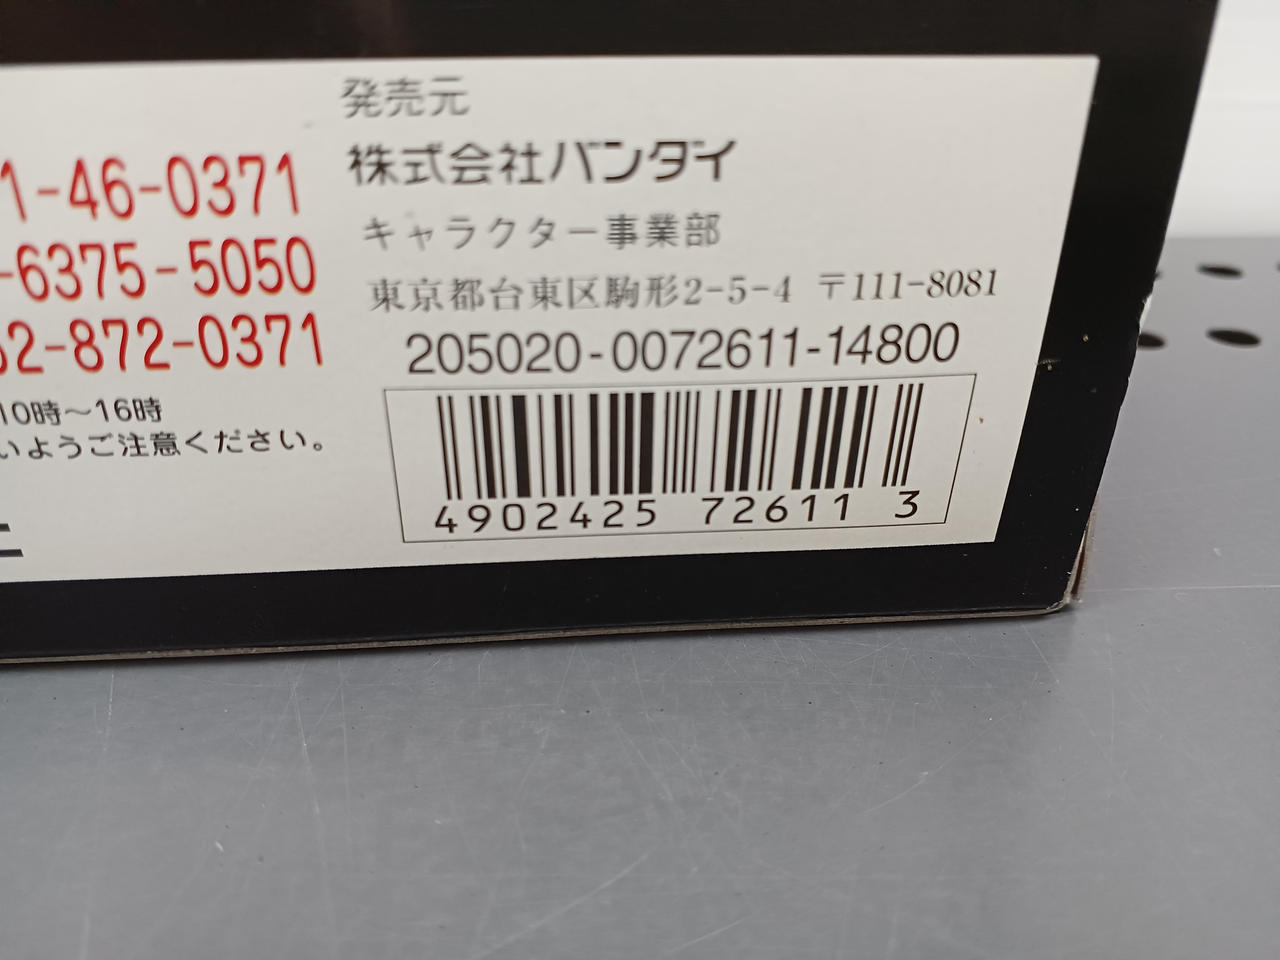 1-46-0371
-6375-5050
62-872-0371
10時～16時
いようご注意ください。
発売元
株式会社バンダイ
キャラクター事業部
東京都台東区駒形2-5-4 〒111-8081
205020-0072611-14800
4902425 72611 3